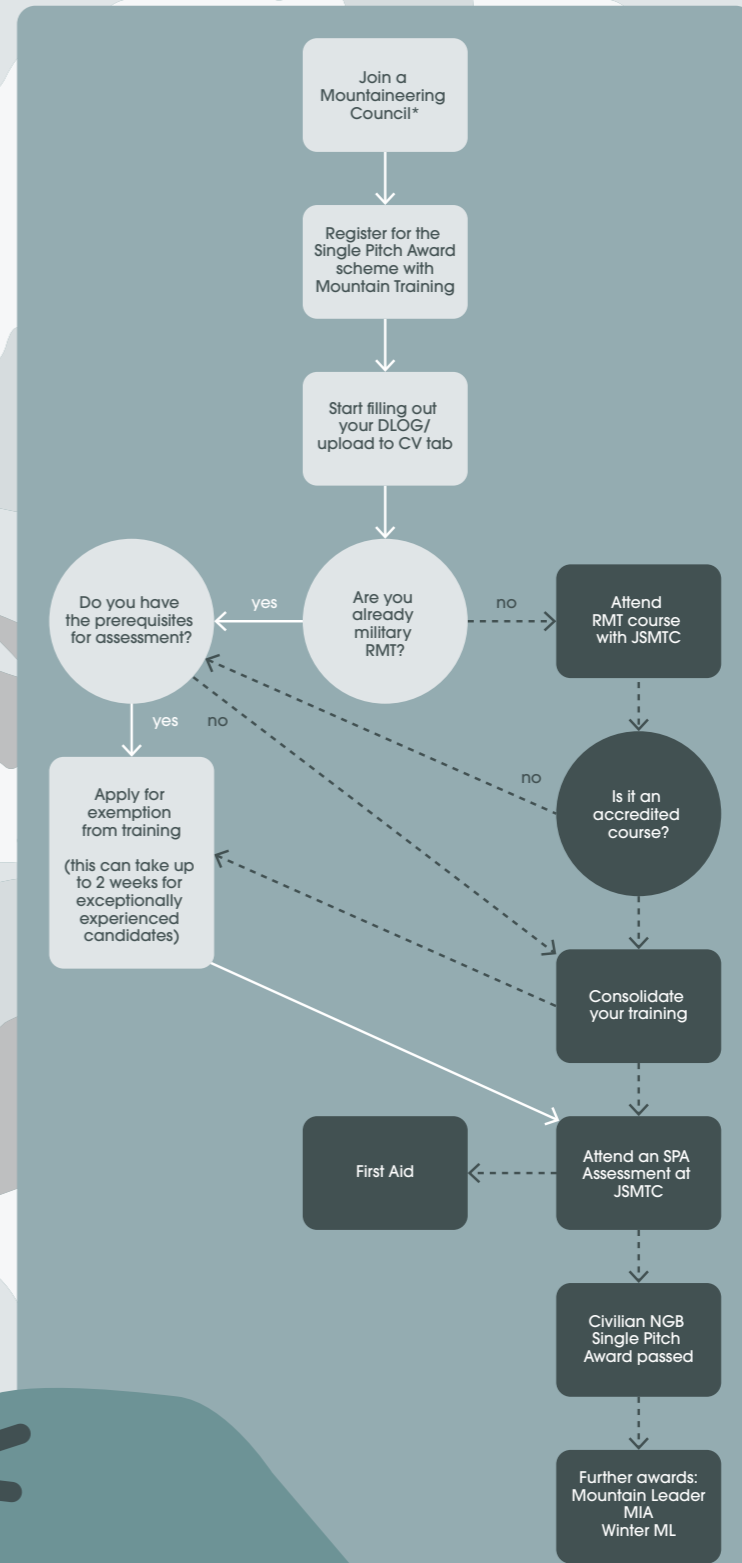 Join a
Mountaineering
Council*
Register for the
Single Pitch Award
scheme with
Mountain Training
Start filling out
your DLOG/
upload to CV tab
Do you have
the prerequisites
for assessment?
yes
Are you
already
military
RMT?
no
Attend
RMT course
with JSMTC
yes
no
no
Is it an
accredited
course?
Apply for
exemption
from training
(this can take up
to 2 weeks for
exceptionally
experienced
candidates)
Consolidate
your training
First Aid
Attend an SPA
Assessment at
JSMTC
Civilian NGB
Single Pitch
Award passed
Further awards:
Mountain Leader
MIA
Winter ML